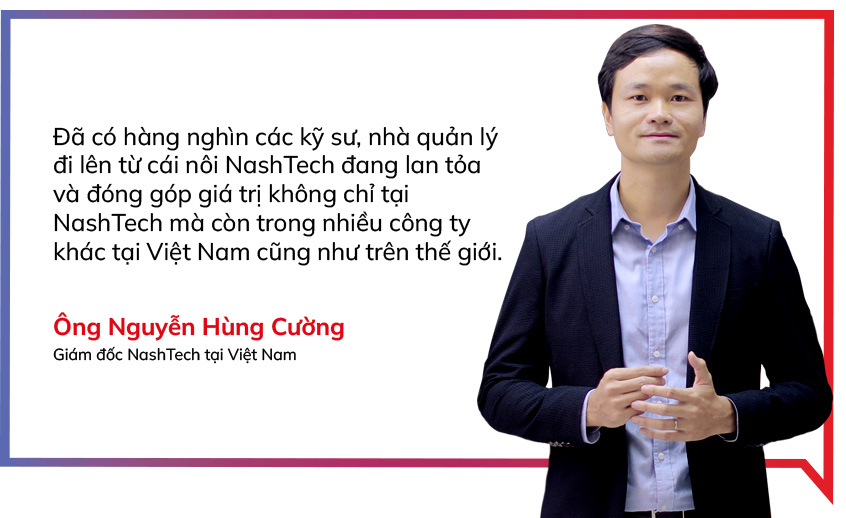 Đã có hàng nghìn các kỹ sư, nhà quản lý
đi lên từ cái nôi NashTech đang lan tỏa
và đóng góp giá trị không chỉ tại
NashTech mà còn trong nhiều công ty
khác tại Việt Nam cũng như trên thế giới.
Ông Nguyễn Hùng Cường
Giám đốc NashTech tại Việt Nam